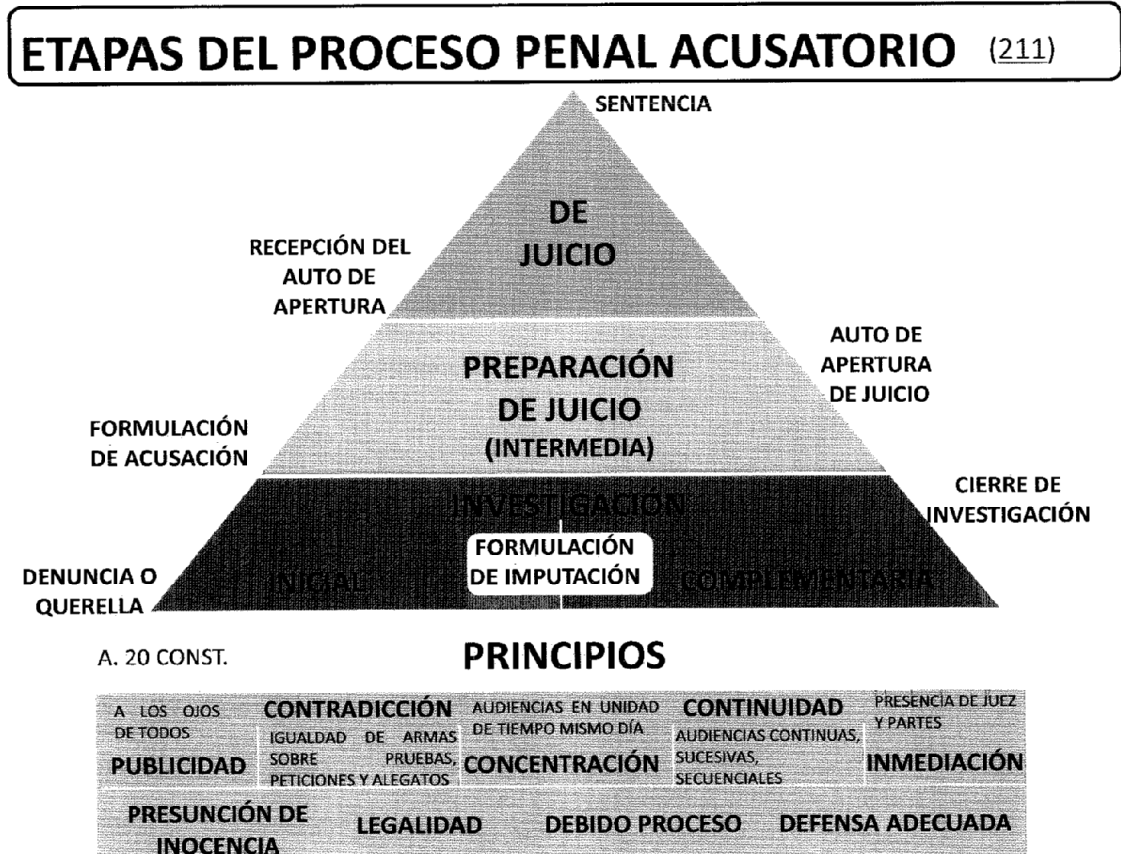 ETAPAS DEL PROCESO PENAL ACUSATORIO (211)
SENTENCIA
DE
JUICIO
RECEPCIÓN DEL
AUTO DE
APERTURA
AUTO DE
APERTURA
DE JUICIO
PREPARACIÓN
DE JUICIO
(INTERMEDIA)
FORMULACIÓN
DE ACUSACIÓN
CIERRE DE
INVESTIGACIÓN
INVESTIGACIÓN
FORMULACIÓN
DE IMPUTACIÓN
INICIAL
COMPLEMENTARIA
DENUNCIA O
QUERELLA
A. 20 CONST.
PRINCIPIOS
A LOS OJOS
DE TODOS
PUBLICIDAD
CONTRADICCIÓN
IGUALDAD DE ARMAS
SOBRE PRUEBAS,
PETICIONES Y ALEGATOS
AUDIENCIAS EN UNIDAD
DE TIEMPO MISMO DÍA
CONCENTRACIÓN
CONTINUIDAD
AUDIENCIAS CONTINUAS,
SUCESIVAS,
SECUENCIALES
PRESENCIA DE JUEZ
Y PARTES
INMEDIACIÓN
PRESUNCIÓN DE
INOCENCIA
LEGALIDAD
DEBIDO PROCESO
DEFENSA ADECUADA